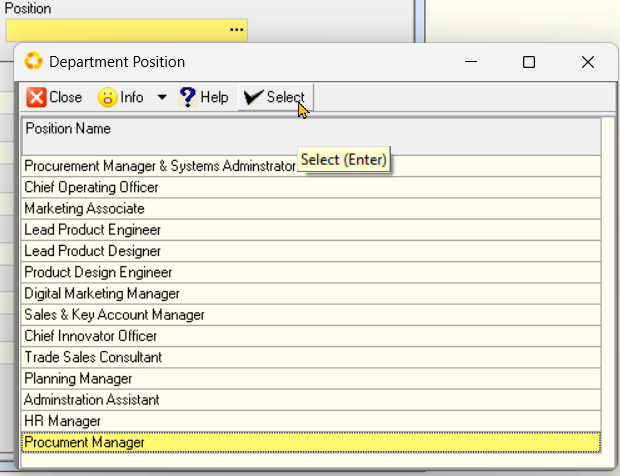 Position
...
Department Position
Close Info Help Select
Position Name
Select (Enter)
Procurement Manager & Systems Adminstrator
Chief Operating Officer
Marketing Associate
Lead Product Engineer
Lead Product Designer
Product Design Engineer
Digital Marketing Manager
Sales & Key Account Manager
Chief Innovator Officer
Trade Sales Consultant
Planning Manager
Adminstration Assistant
HR Manager
Procument Manager